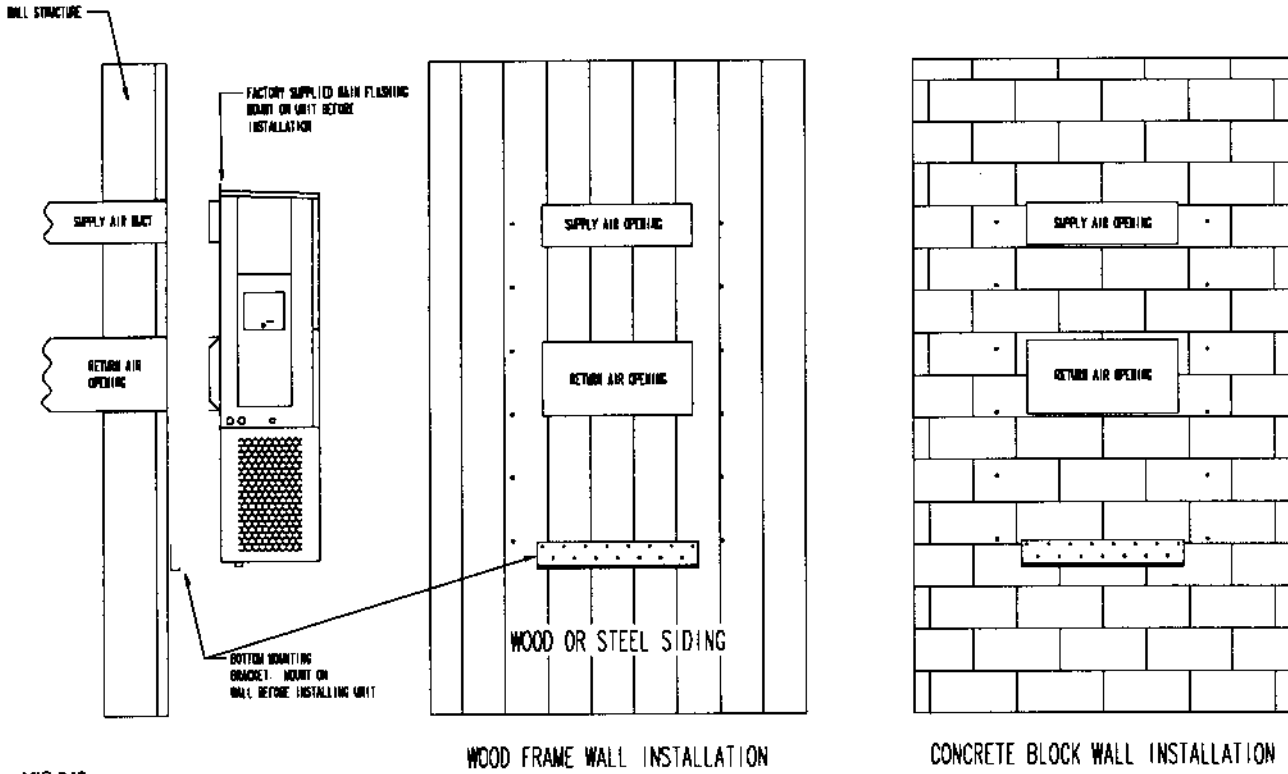 WALL STRUCTURE
FACTORY SUPPLIED RAIN FLASHING
MOUNT ON UNIT BEFORE
INSTALLATION
SUPPLY AIR DUCT
RETURN AIR
OPENING
BOTTOM MOUNTING
BRACKET. MOUNT ON
WALL BEFORE INSTALLING UNIT
SUPPLY AIR OPENING
RETURN AIR OPENING
WOOD OR STEEL SIDING
WOOD FRAME WALL INSTALLATION
SUPPLY AIR OPENING
RETURN AIR OPENING
CONCRETE BLOCK WALL INSTALLATION